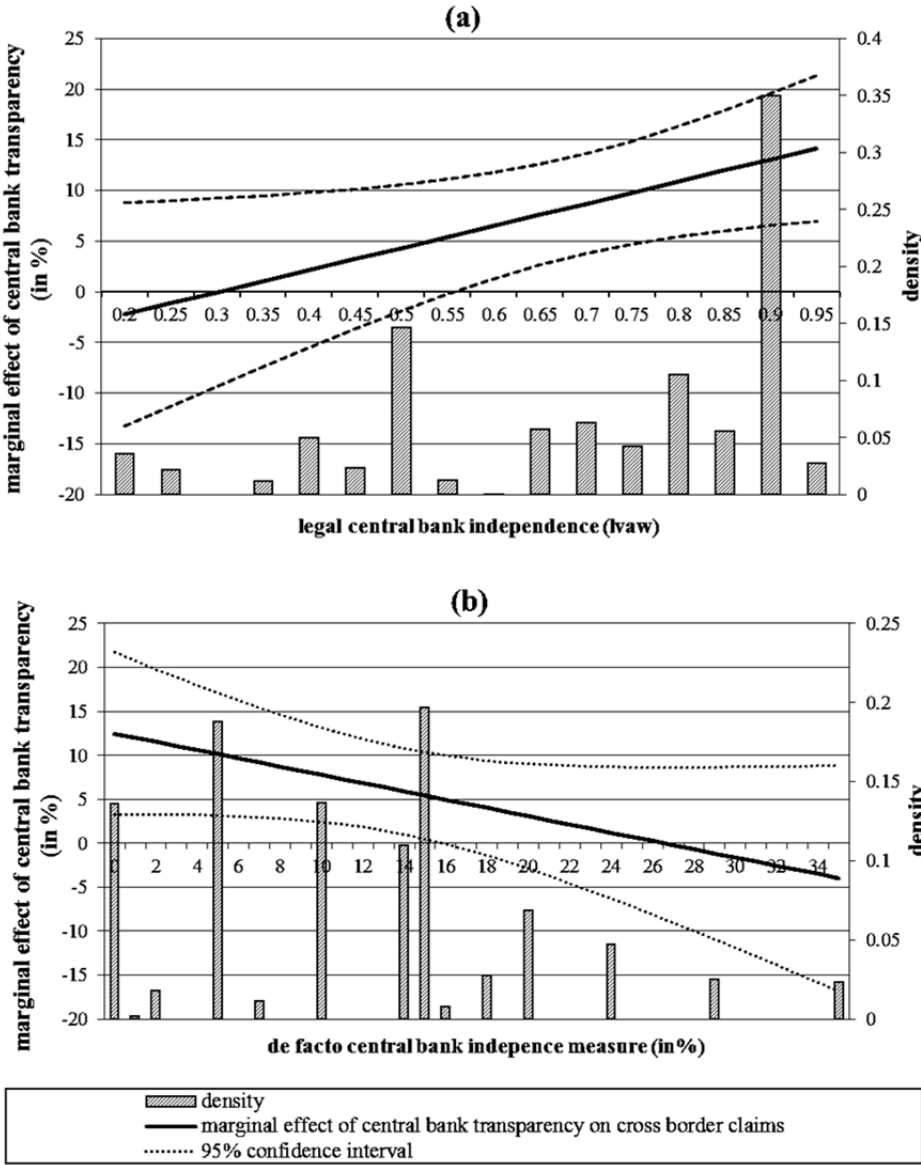 (a)
marginal effect of central bank transparency
(in %)
25
20
15
10
5
0
-5
-10
-15
-20
0.4
0.35
0.3
0.25
0.2
0.15
0.1
0.05
0
density
0.2 0.25 0.3 0.35 0.4 0.45 0.5 0.55 0.6 0.65 0.7 0.75 0.8 0.85 0.9 0.95
legal central bank independence (lvaw)
(b)
marginal effect of central bank transparency
(in %)
25
20
15
10
5
0
-5
-10
-15
-20
0.25
0.2
0.15
0.1
0.05
0
density
0 2 4 6 8 10 12 14 16 18 20 22 24 26 28 30 32 34
de facto central bank indepence measure (in%)
density
marginal effect of central bank transparency on cross border claims
95% confidence interval